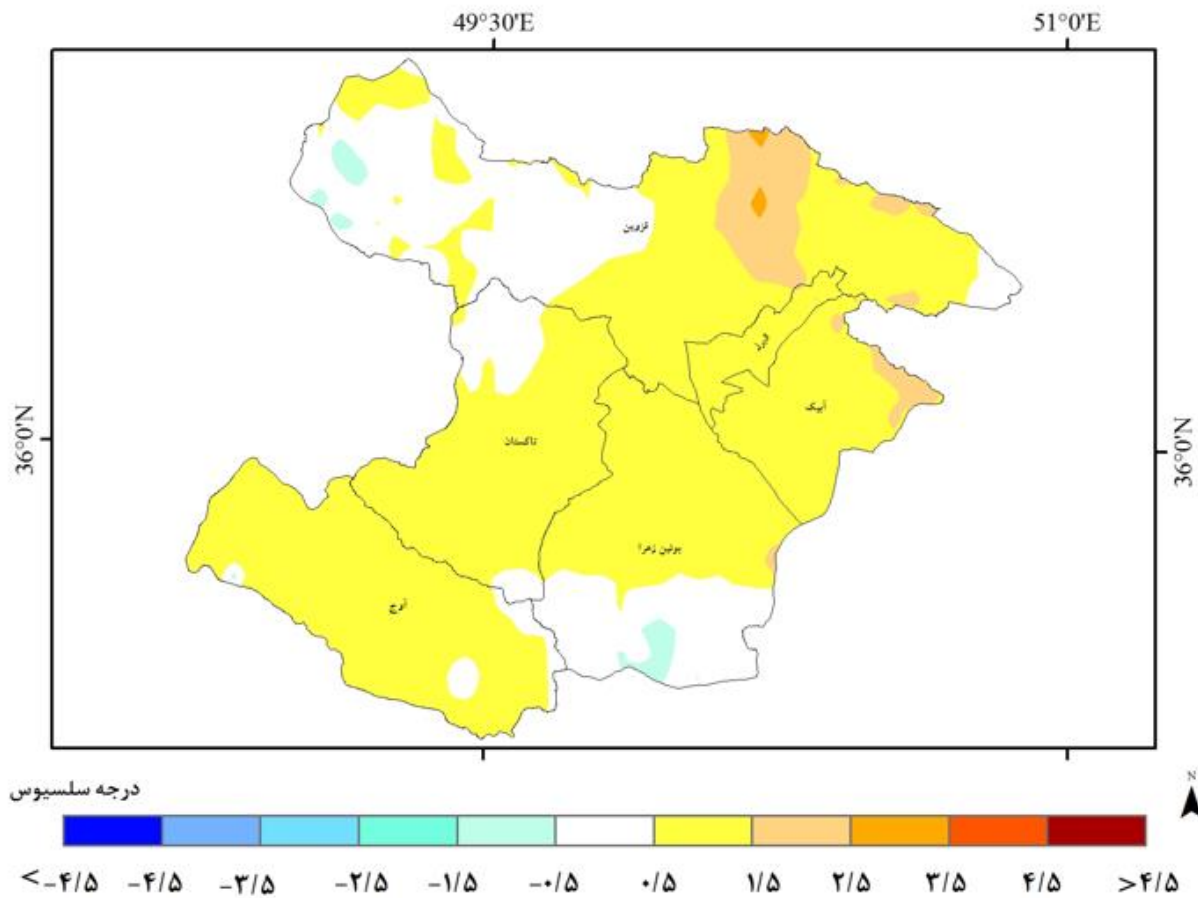 49°30'E 51°0'E
قزوین
البرز
آبیک
36°0'N 36°0'N
تاکستان
بوئین زهرا
آوج
درجه سلسیوس
N
<-۴/۵ -۴/۵ -۳/۵ -۲/۵ -۱/۵ -۰/۵ ۰/۵ ۱/۵ ۲/۵ ۳/۵ ۴/۵ >۴/۵